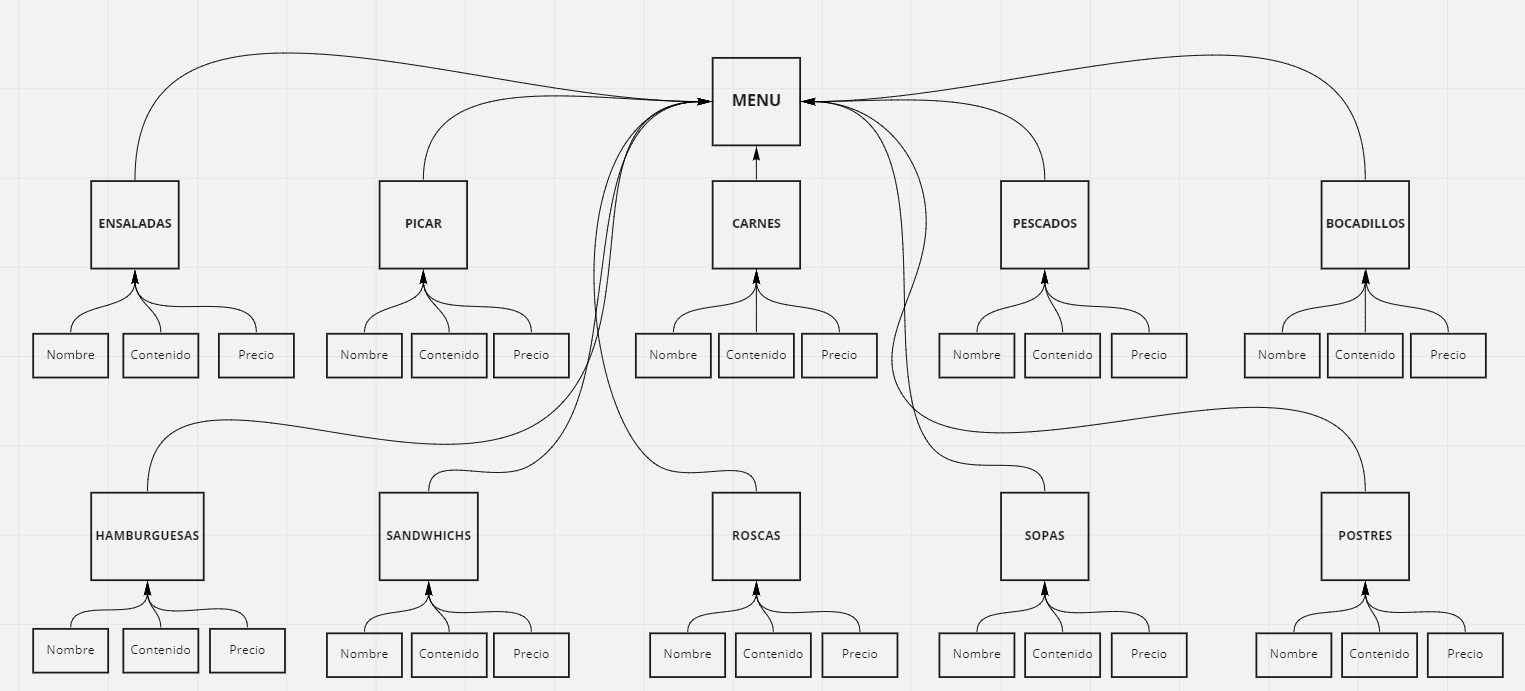 MENU
ENSALADAS
PICAR
CARNES
PESCADOS
BOCADILLOS
Nombre Contenido Precio
Nombre Contenido Precio
Nombre Contenido Precio
Nombre Contenido Precio
Nombre Contenido Precio
HAMBURGUESAS
SANDWHICHS
ROSCAS
SOPAS
POSTRES
Nombre Contenido Precio
Nombre Contenido Precio
Nombre Contenido Precio
Nombre Contenido Precio
Nombre Contenido Precio